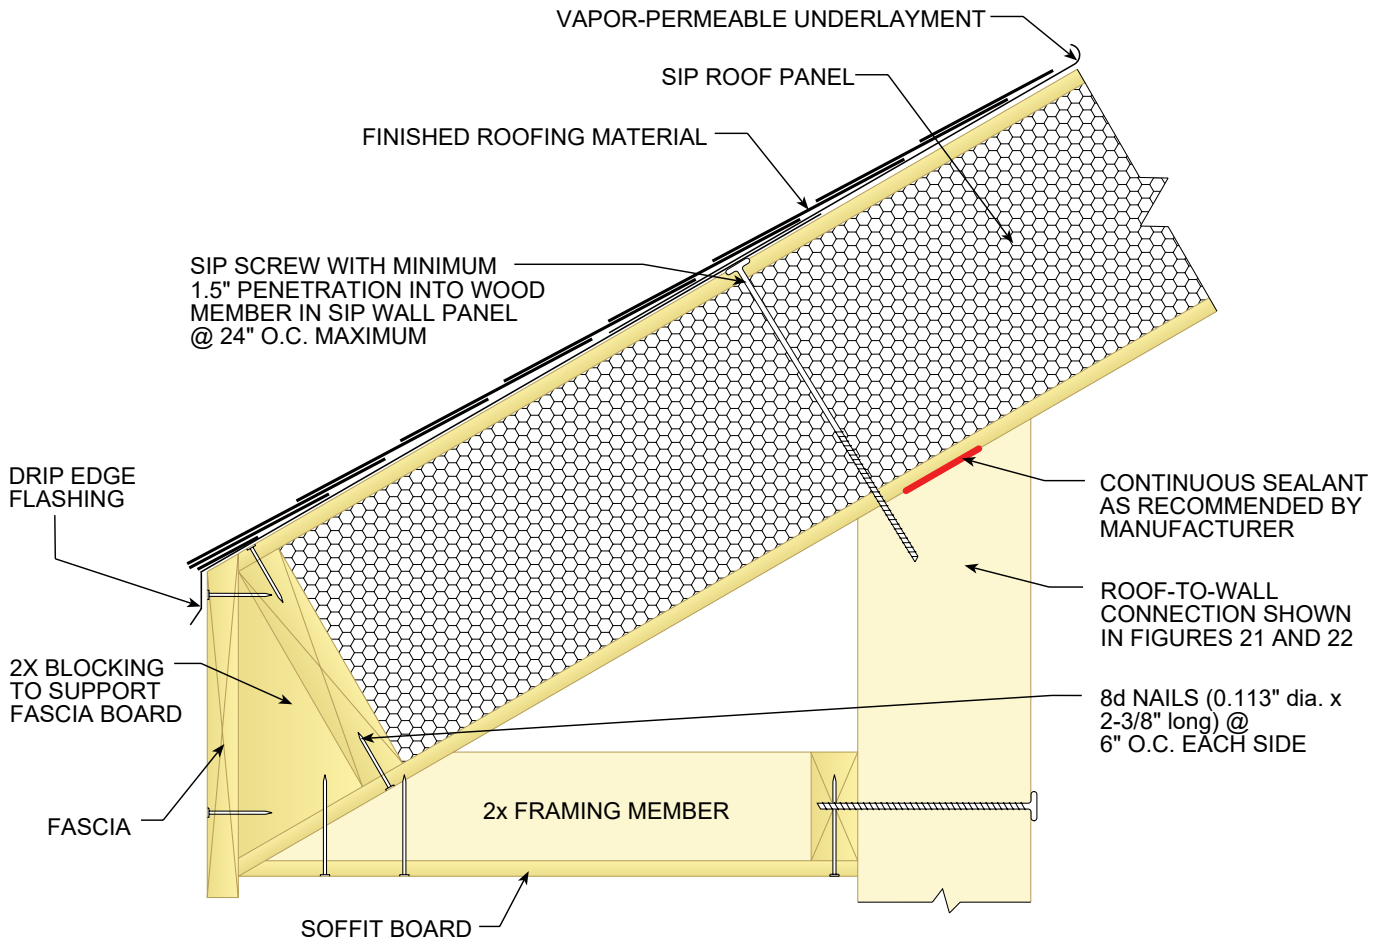 VAPOR-PERMEABLE UNDERLAYMENT
SIP ROOF PANEL
FINISHED ROOFING MATERIAL
SIP SCREW WITH MINIMUM
1.5" PENETRATION INTO WOOD
MEMBER IN SIP WALL PANEL
@ 24" O.C. MAXIMUM
DRIP EDGE
FLASHING
2X BLOCKING
TO SUPPORT
FASCIA BOARD
FASCIA
SOFFIT BOARD
2x FRAMING MEMBER
CONTINUOUS SEALANT
AS RECOMMENDED BY
MANUFACTURER
ROOF-TO-WALL
CONNECTION SHOWN
IN FIGURES 21 AND 22
8d NAILS (0.113" dia. x
2-3/8" long) @
6" O.C. EACH SIDE